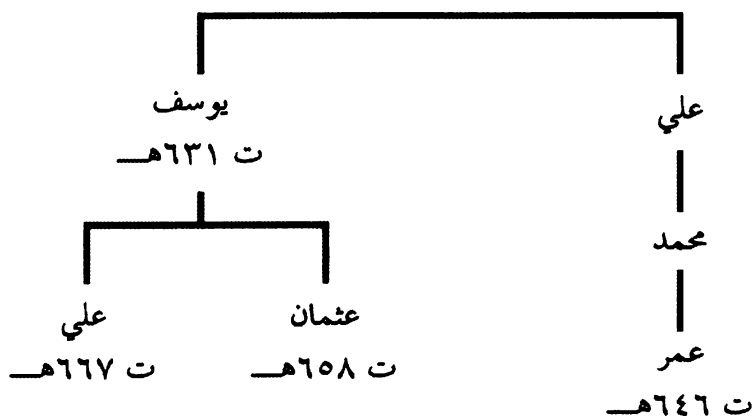 علي
يوسف
ت ٦٣١هـ
محمد
عمر
ت ٦٤٦هـ
عثمان
ت ٦٥٨هـ
علي
ت ٦٦٧هـ